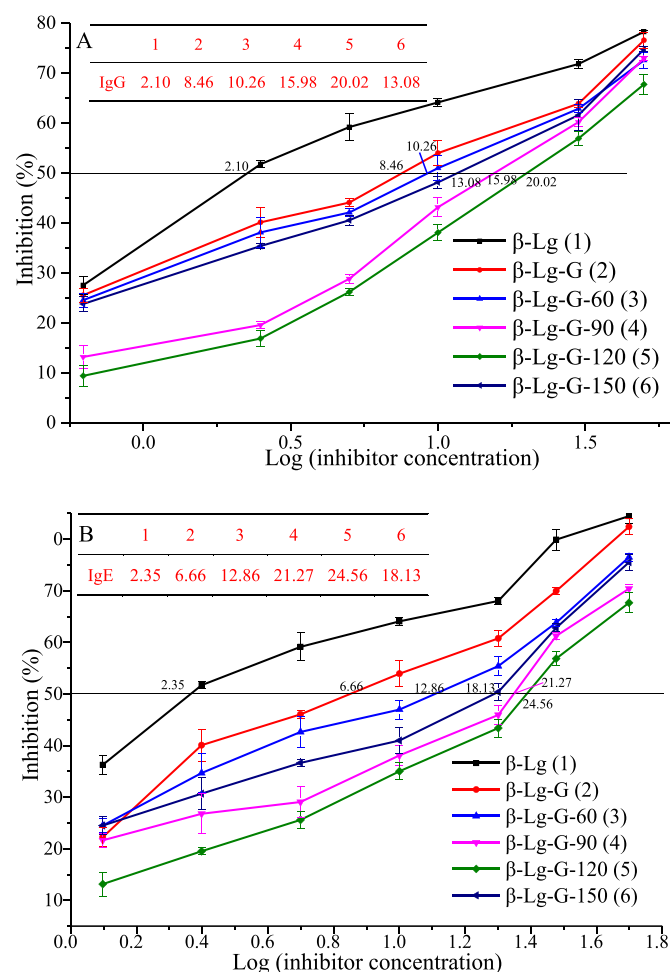 A
1 2 3 4 5 6
IgG 2.10 8.46 10.26 15.98 20.02 13.08
80
70
60
50
40
30
20
10
0
Inhibition (%)
2.10
8.46
10.26
13.08
15.98
20.02
β-Lg (1)
β-Lg-G (2)
β-Lg-G-60 (3)
β-Lg-G-90 (4)
β-Lg-G-120 (5)
β-Lg-G-150 (6)
0.0 0.5 1.0 1.5
Log (inhibitor concentration)
B
1 2 3 4 5 6
IgE 2.35 6.66 12.86 21.27 24.56 18.13
0
70
60
50
40
30
20
10
Inhibition (%)
2.35
6.66
12.86
18.13
21.27
24.56
β-Lg (1)
β-Lg-G (2)
β-Lg-G-60 (3)
β-Lg-G-90 (4)
β-Lg-G-120 (5)
β-Lg-G-150 (6)
0.0 0.2 0.4 0.6 0.8 1.0 1.2 1.4 1.6 1.8
Log (inhibitor concentration)